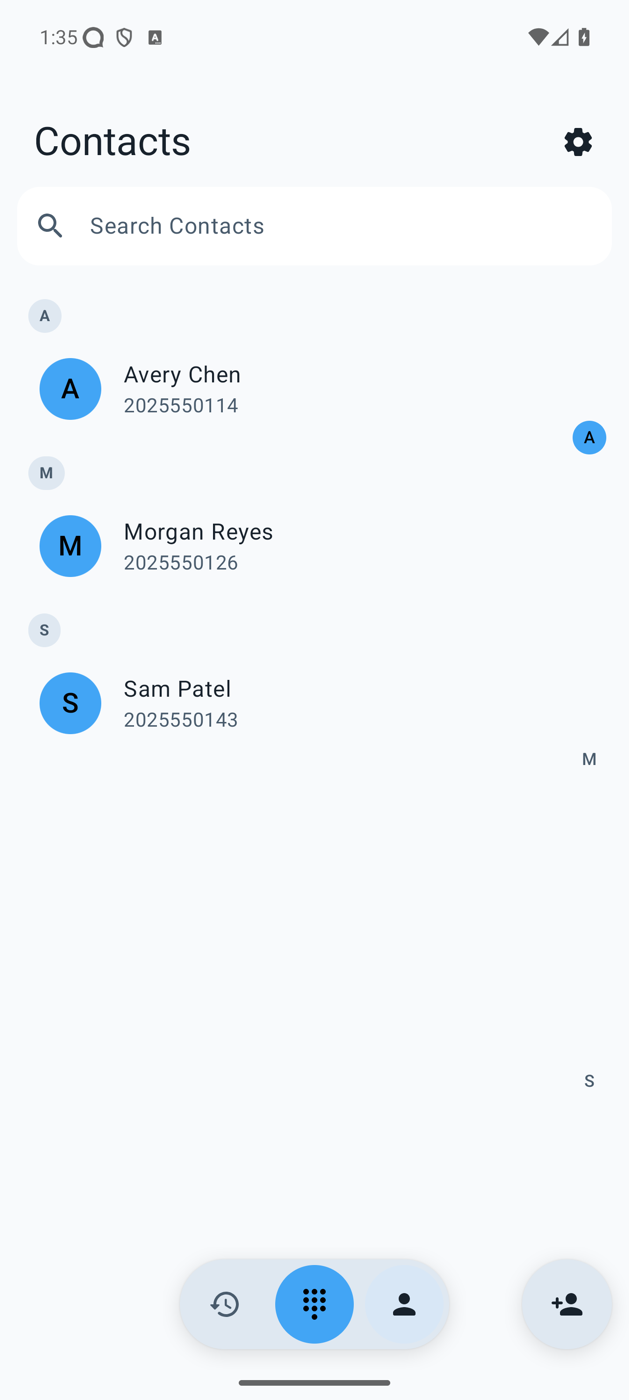 1:35
Contacts
Search Contacts
A
A
Avery Chen
2025550114
A
M
M
Morgan Reyes
2025550126
S
S
Sam Patel
2025550143
M
S